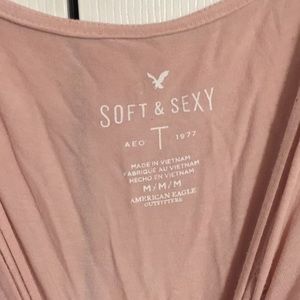 SOFT & SEXY
AEO T 1977
MADE IN VIETNAM
FABRIQUÉ AU VIETNAM
HECHO EN VIETNAM
M/M/M
AMERICAN EAGLE
OUTFITTERS